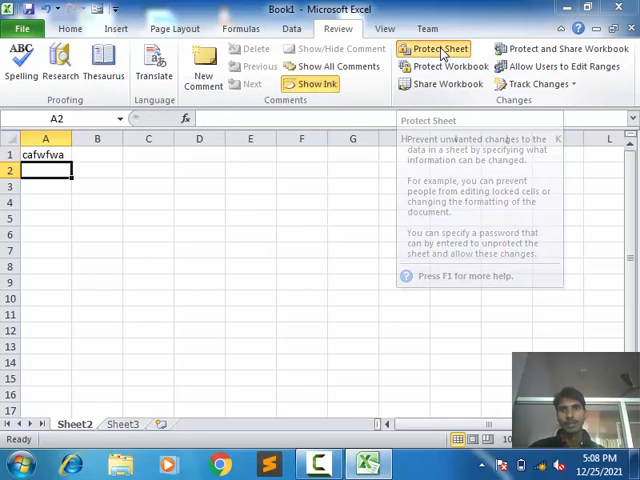 Book1 - Microsoft Excel
File Home Insert Page Layout Formulas Data Review View Team
ABC Spelling Research Thesaurus Translate New Comment Delete Show/Hide Comment Protect Sheet Protect and Share Workbook
Previous Show All Comments Protect Workbook Allow Users to Edit Ranges
Next Show Ink Share Workbook Track Changes
Proofing Language Comments Changes
A2 fx
Protect Sheet
A B C D E F G H I J K L
Prevent unwanted changes to the
data in a sheet by specifying what
information can be changed.
For example, you can prevent
people from editing locked cells or
changing the formatting of the
document.
You can specify a password that
can be entered to unprotect the
sheet and allow these changes.
Press F1 for more help.
1 cafwfwa
2
3
4
5
6
7
8
9
10
11
12
13
14
15
16
17
Sheet2 Sheet3
Ready 10
5:08 PM
12/25/2021